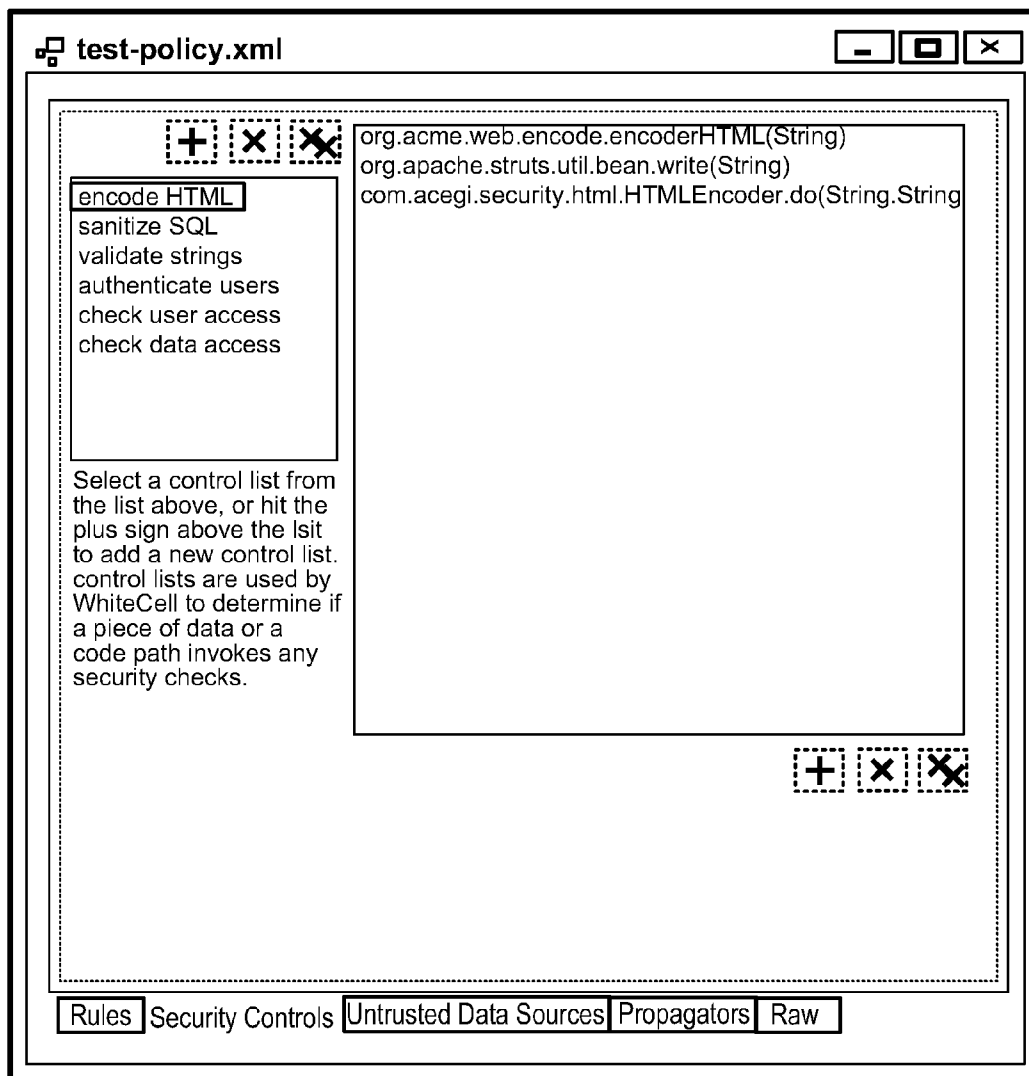 test-policy.xml
encode HTML
sanitize SQL
validate strings
authenticate users
check user access
check data access
Select a control list from
the list above, or hit the
plus sign above the lsit
to add a new control list.
control lists are used by
WhiteCell to determine if
a piece of data or a
code path invokes any
security checks.
org.acme.web.encode.encoderHTML(String)
org.apache.struts.util.bean.write(String)
com.acegi.security.html.HTMLEncoder.do(String.String
Rules Security Controls Untrusted Data Sources Propagators Raw